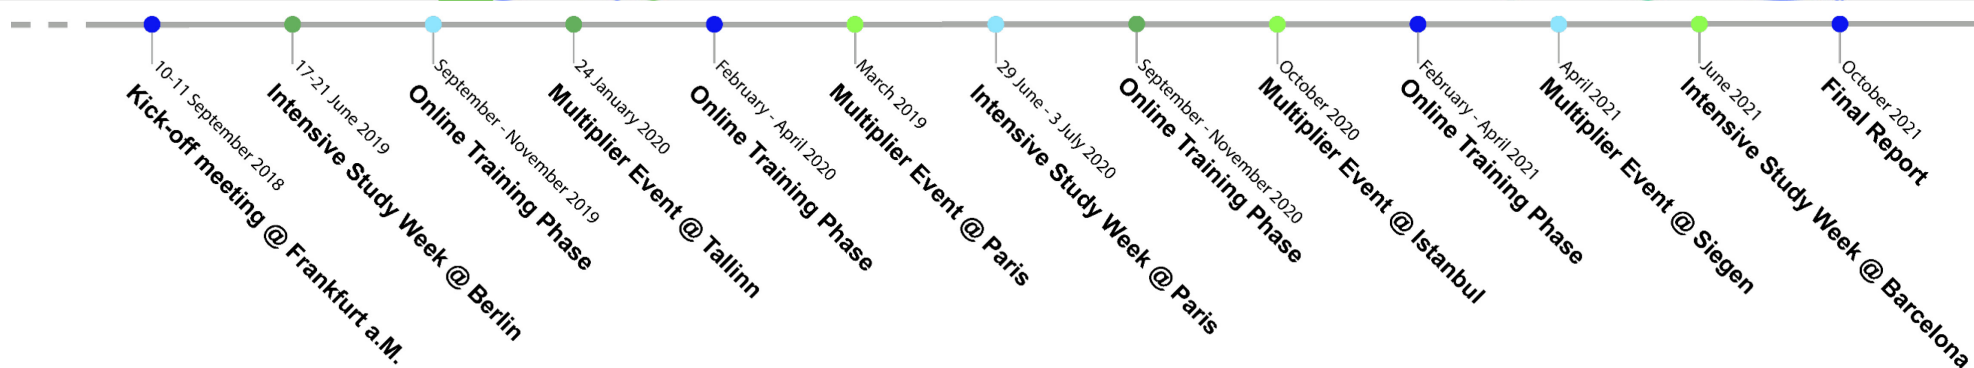 10-11 September 2018
Kick-off meeting @ Frankfurt a.M.
17-21 June 2019
Intensive Study Week @ Berlin
September - November 2019
Online Training Phase
24 January 2020
Multiplier Event @ Tallinn
February - April 2020
Online Training Phase
March 2019
Multiplier Event @ Paris
29 June - 3 July 2020
Intensive Study Week @ Paris
September - November 2020
Online Training Phase
October 2020
Multiplier Event @ Istanbul
February - April 2021
Online Training Phase
April 2021
Multiplier Event @ Siegen
June 2021
Intensive Study Week @ Barcelona
October 2021
Final Report